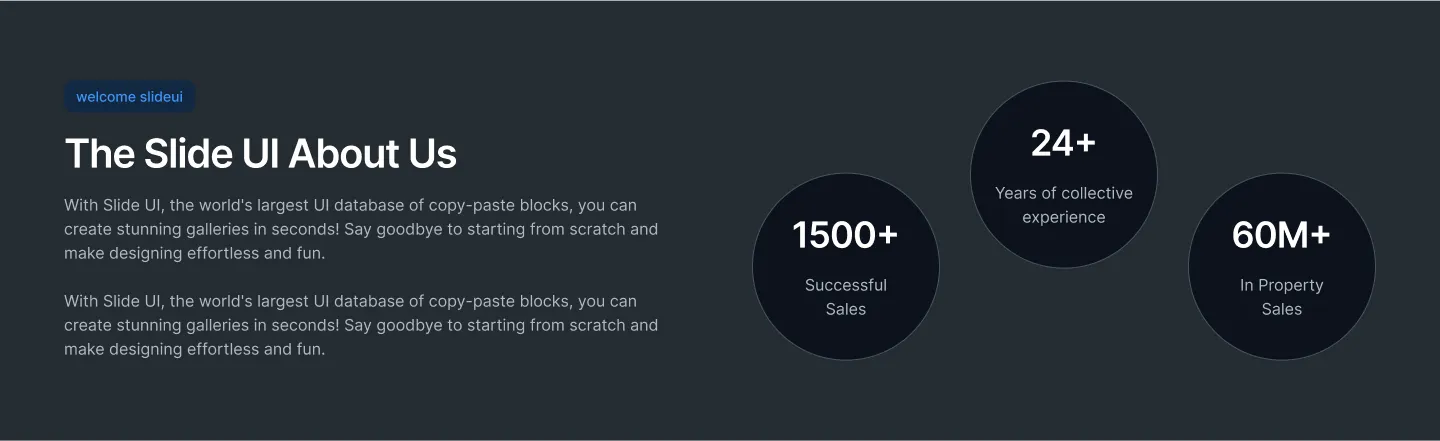 welcome slideui
The Slide UI About Us
With Slide UI, the world's largest UI database of copy-paste blocks, you can
create stunning galleries in seconds! Say goodbye to starting from scratch and
make designing effortless and fun.
With Slide UI, the world's largest UI database of copy-paste blocks, you can
create stunning galleries in seconds! Say goodbye to starting from scratch and
make designing effortless and fun.
1500+
Successful
Sales
24+
Years of collective
experience
60M+
In Property
Sales